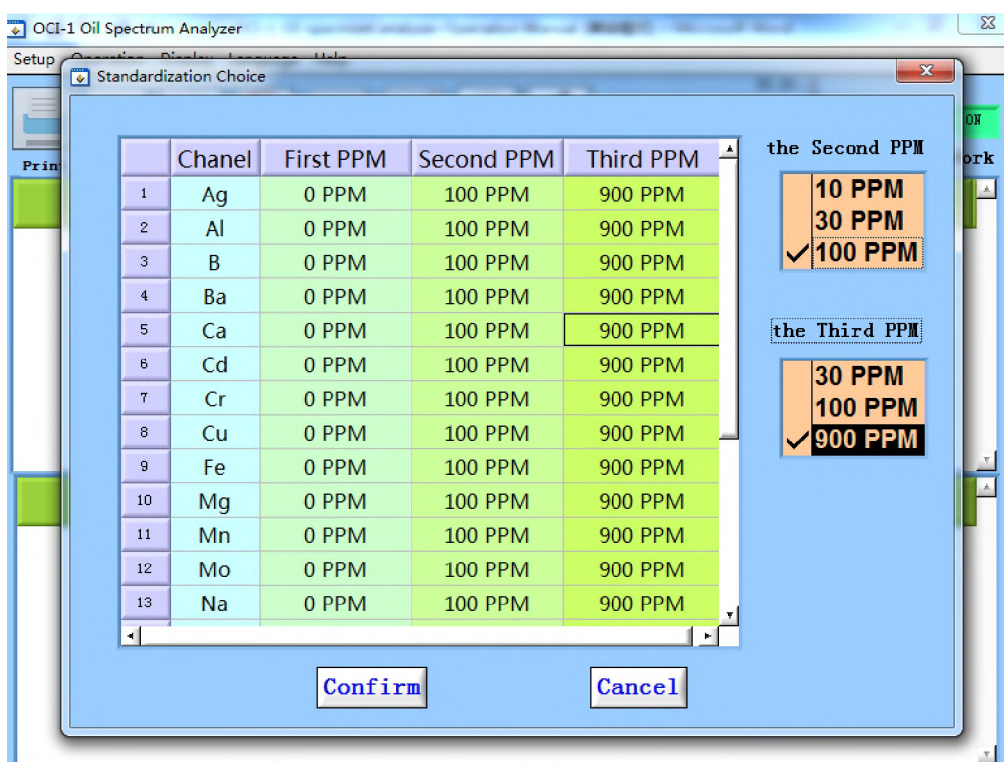 OCI-1 Oil Spectrum Analyzer
Setup Operation Display Language Help
Standardization Choice
ON
Prin
ork
Chanel First PPM Second PPM Third PPM
1 Ag 0 PPM 100 PPM 900 PPM
2 Al 0 PPM 100 PPM 900 PPM
3 B 0 PPM 100 PPM 900 PPM
4 Ba 0 PPM 100 PPM 900 PPM
5 Ca 0 PPM 100 PPM 900 PPM
6 Cd 0 PPM 100 PPM 900 PPM
7 Cr 0 PPM 100 PPM 900 PPM
8 Cu 0 PPM 100 PPM 900 PPM
9 Fe 0 PPM 100 PPM 900 PPM
10 Mg 0 PPM 100 PPM 900 PPM
11 Mn 0 PPM 100 PPM 900 PPM
12 Mo 0 PPM 100 PPM 900 PPM
13 Na 0 PPM 100 PPM 900 PPM
the Second PPM
10 PPM
30 PPM
100 PPM
the Third PPM
30 PPM
100 PPM
900 PPM
Confirm Cancel